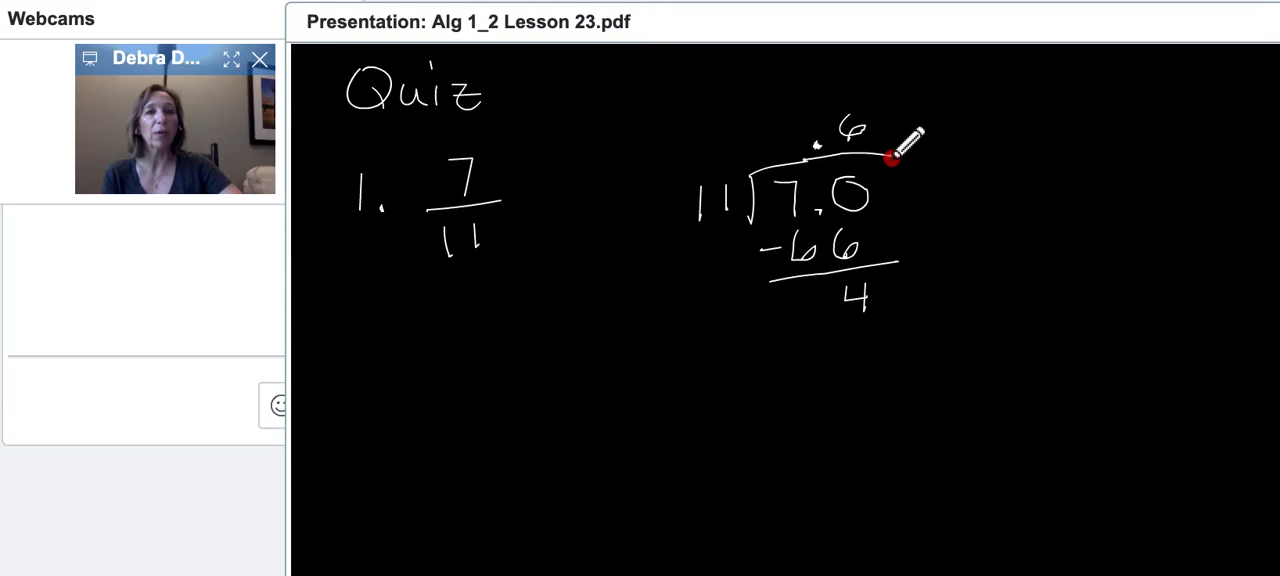 Webcams
Presentation: Alg 1_2 Lesson 23.pdf
Debra D...
Quiz
.6
1. 7
11
11 7.0
-66
4